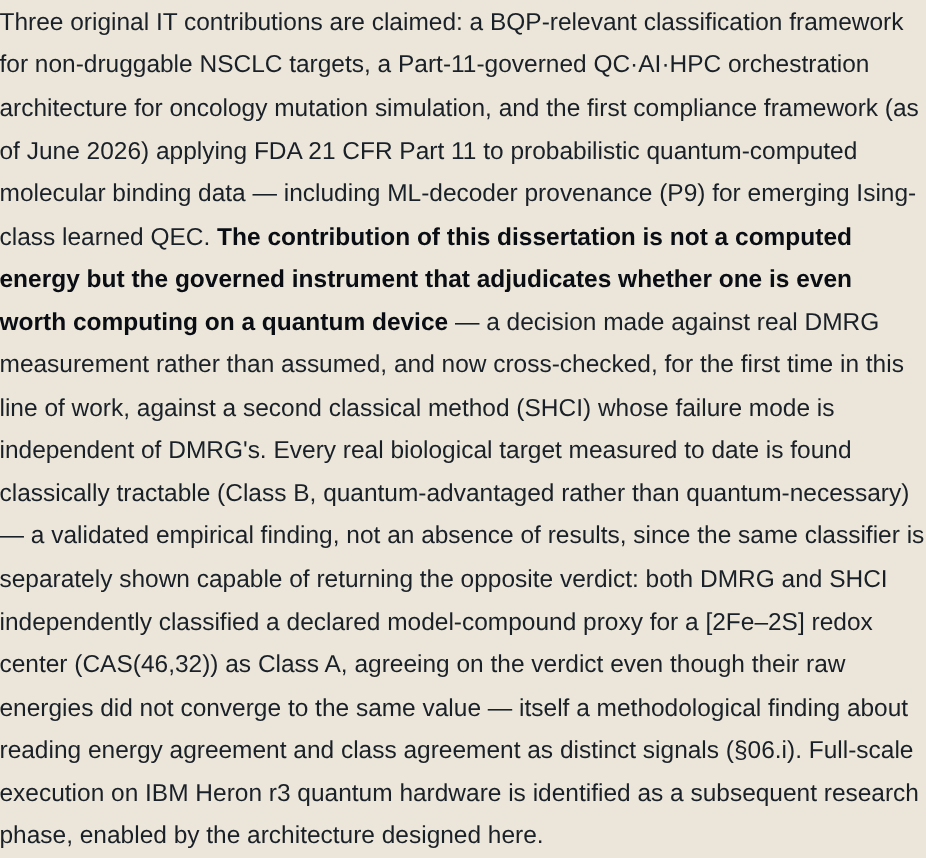 Three original IT contributions are claimed: a BQP-relevant classification framework
for non-druggable NSCLC targets, a Part-11-governed QC·AI·HPC orchestration
architecture for oncology mutation simulation, and the first compliance framework (as
of June 2026) applying FDA 21 CFR Part 11 to probabilistic quantum-computed
molecular binding data — including ML-decoder provenance (P9) for emerging Ising-
class learned QEC. The contribution of this dissertation is not a computed
energy but the governed instrument that adjudicates whether one is even
worth computing on a quantum device — a decision made against real DMRG
measurement rather than assumed, and now cross-checked, for the first time in this
line of work, against a second classical method (SHCI) whose failure mode is
independent of DMRG's. Every real biological target measured to date is found
classically tractable (Class B, quantum-advantaged rather than quantum-necessary)
— a validated empirical finding, not an absence of results, since the same classifier is
separately shown capable of returning the opposite verdict: both DMRG and SHCI
independently classified a declared model-compound proxy for a [2Fe–2S] redox
center (CAS(46,32)) as Class A, agreeing on the verdict even though their raw
energies did not converge to the same value — itself a methodological finding about
reading energy agreement and class agreement as distinct signals (§06.i). Full-scale
execution on IBM Heron r3 quantum hardware is identified as a subsequent research
phase, enabled by the architecture designed here.